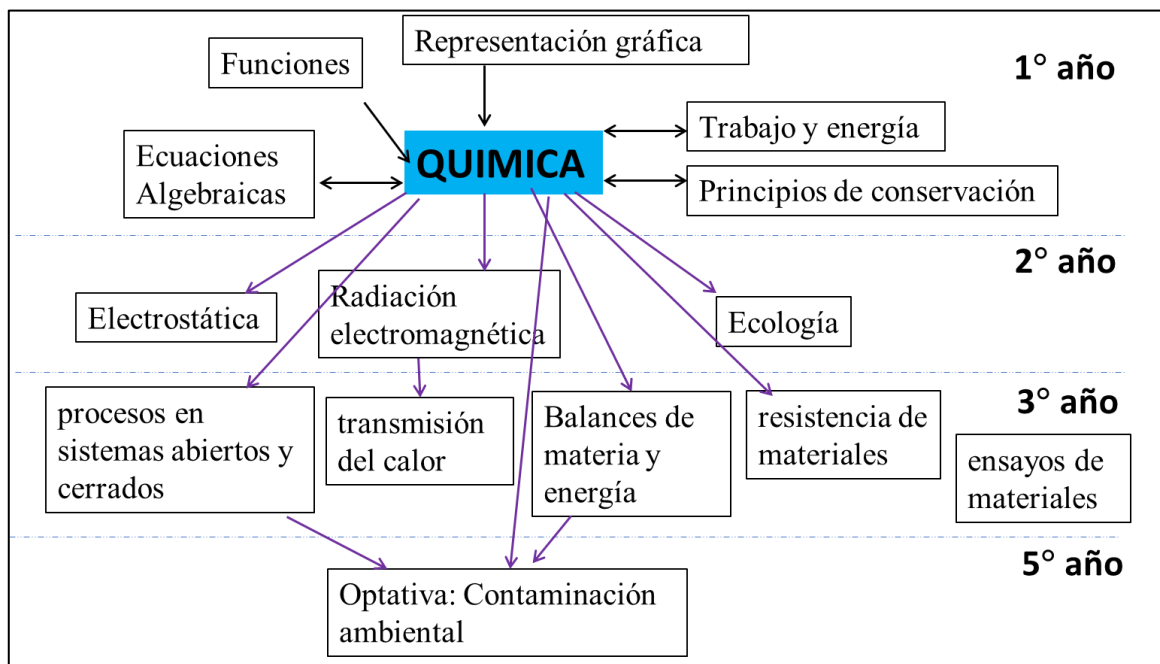 Representación gráfica
Funciones
1° año
Trabajo y energía
Ecuaciones
Algebraicas
QUIMICA
Principios de conservación
2° año
Electrostática
Radiación
electromagnética
Ecología
3° año
procesos en
sistemas abiertos y
cerrados
transmisión
del calor
Balances de
materia y
energía
resistencia de
materiales
ensayos de
materiales
5° año
Optativa: Contaminación
ambiental